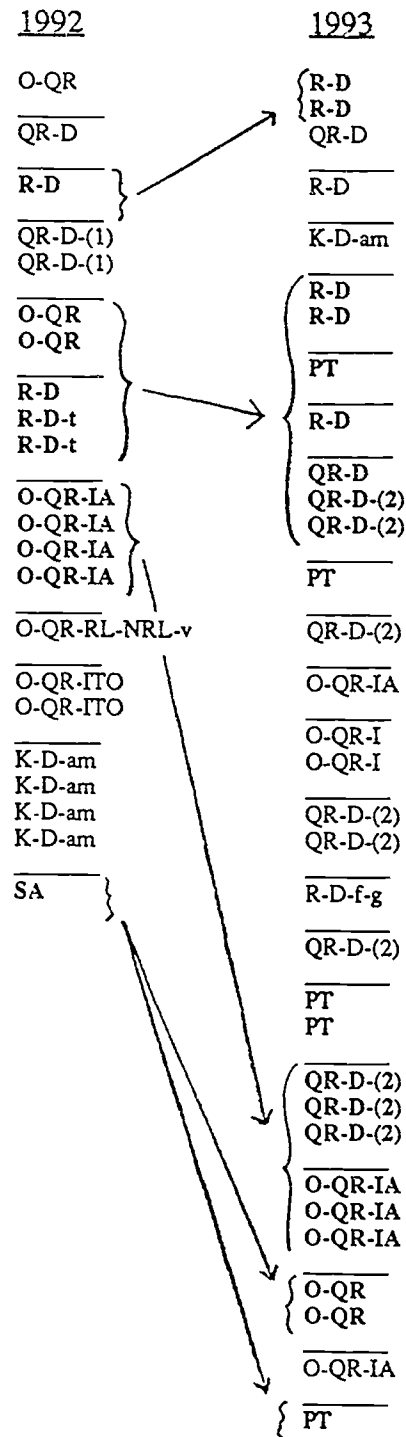 1992
O-QR
QR-D
R-D
QR-D-(1)
QR-D-(1)
O-QR
O-QR
R-D
R-D-t
R-D-t
O-QR-IA
O-QR-IA
O-QR-IA
O-QR-IA
O-QR-RL-NRL-v
O-QR-ITO
O-QR-ITO
K-D-am
K-D-am
K-D-am
K-D-am
SA
1993
R-D
R-D
QR-D
R-D
K-D-am
R-D
R-D
PT
R-D
QR-D
QR-D-(2)
QR-D-(2)
PT
QR-D-(2)
O-QR-IA
O-QR-I
O-QR-I
QR-D-(2)
QR-D-(2)
R-D-f-g
QR-D-(2)
PT
PT
QR-D-(2)
QR-D-(2)
QR-D-(2)
O-QR-IA
O-QR-IA
O-QR-IA
O-QR
O-QR
O-QR-IA
PT